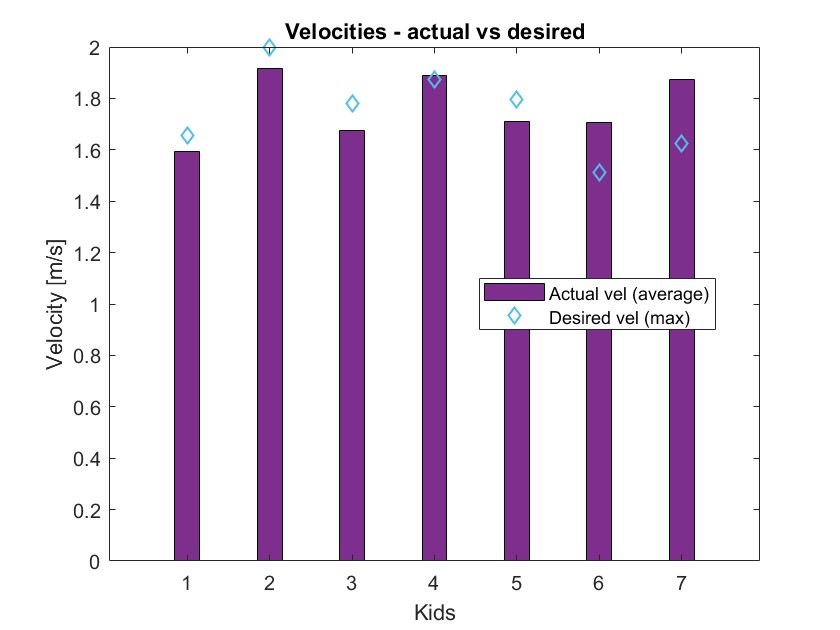 Velocities - actual vs desired
2
1.8
1.6
1.4
1.2
1
0.8
0.6
0.4
0.2
0
Velocity [m/s]
Actual vel (average)
Desired vel (max)
1 2 3 4 5 6 7
Kids